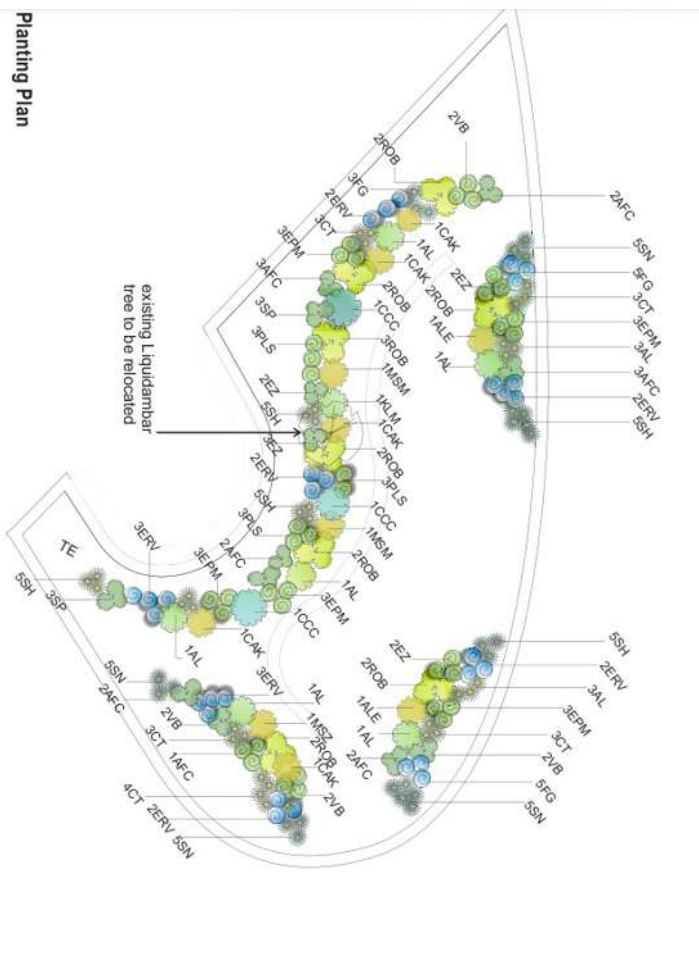 Planting Plan
2VB
2ROB
3FG
2ERV
3CT
3EPM
3AFC
3SP
3PLS
2EZ
5SH
3EZ
2ERV
5SH
3PLS
2AFC
3EPM
3ERV
TE
5SH
3SP
2AFC
1CAK
1AL
1CAK
2ROB
1CCC
3ROB
1MSM
1KLM
1CAK
2ROB
3PLS
1CCC
1MSM
2ROB
1AL
3EPM
1CCC
1CAK
1AL
existing Liquidambar
tree to be relocated
2EZ
2ROB
1ALE
1AL
5SN
5FG
3CT
3EPM
3AL
3AFC
2ERV
5SH
2EZ
2ROB
1ALE
1AL
2AFC
5SH
2ERV
3AL
3EPM
3CT
2VB
5FG
5SN
5SN
2AFC
2VB
3CT
1AFC
4CT
2ERV
5SN
3ERV
1AL
1MSZ
2ROB
1CAK
2VB